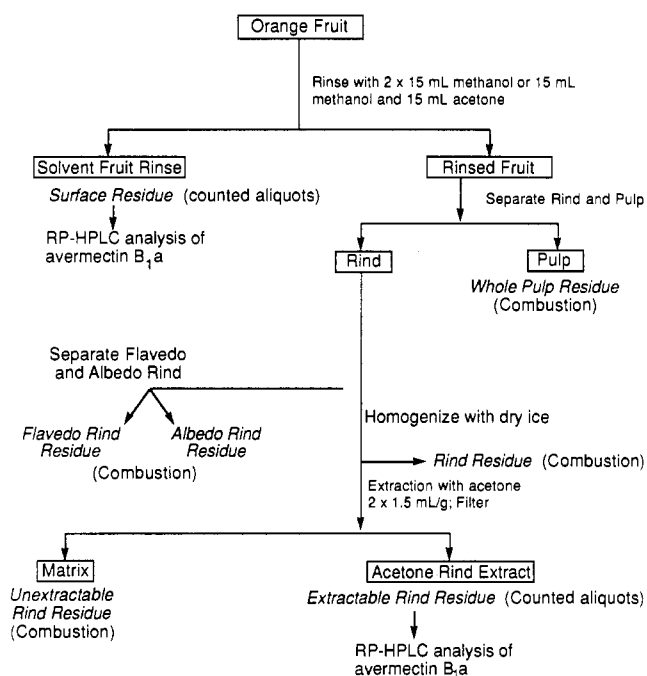 Orange Fruit
Rinse with 2 x 15 mL methanol or 15 mL
methanol and 15 mL acetone
Solvent Fruit Rinse
Rinsed Fruit
Surface Residue (counted aliquots)
Separate Rind and Pulp
RP-HPLC analysis of
avermectin B₁a
Rind
Pulp
Whole Pulp Residue
(Combustion)
Separate Flavedo
and Albedo Rind
Homogenize with dry ice
Flavedo Rind
Residue
Albedo Rind
Residue
(Combustion)
Rind Residue (Combustion)
Extraction with acetone
2 x 1.5 mL/g; Filter
Matrix
Acetone Rind Extract
Unextractable
Rind Residue
(Combustion)
Extractable Rind Residue (Counted aliquots)
RP-HPLC analysis of
avermectin B₁a